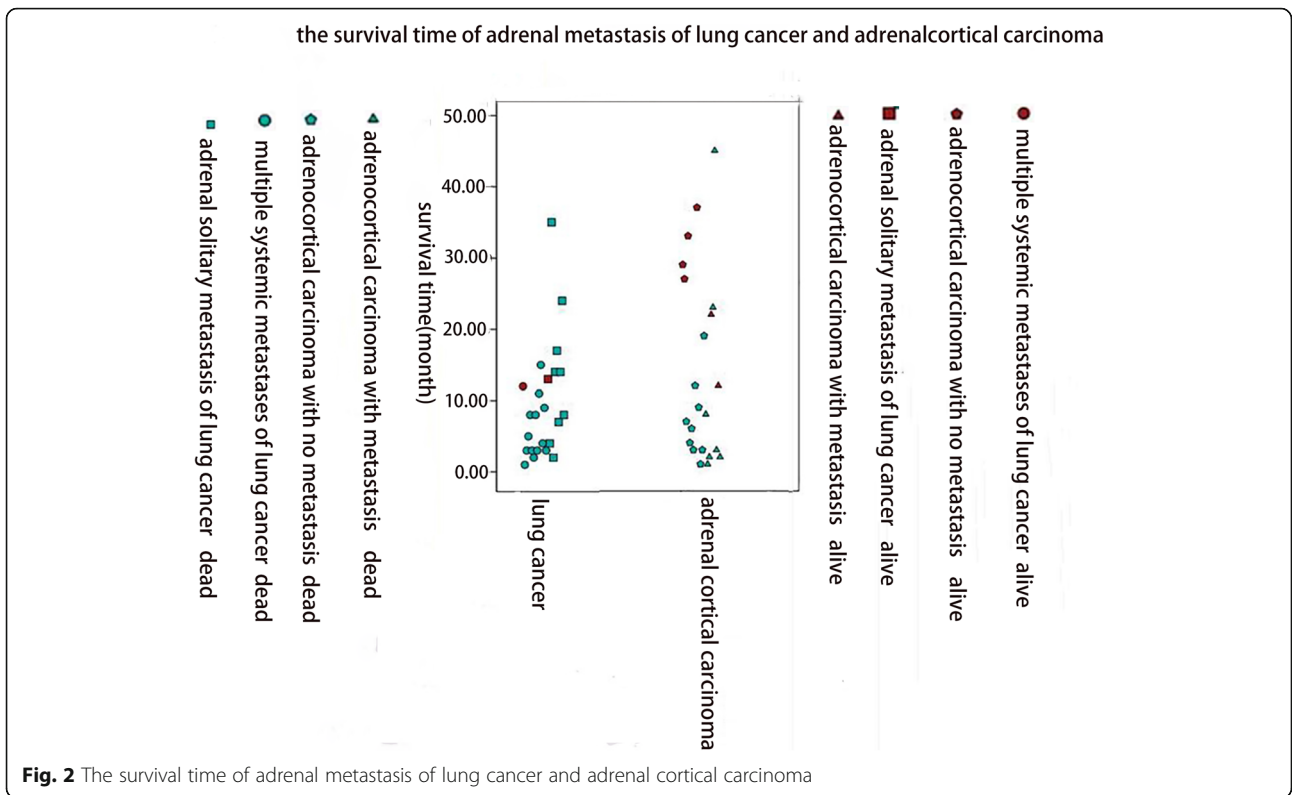 the survival time of adrenal metastasis of lung cancer and adrenalcortical carcinoma
adrenal solitary metastasis of lung cancer dead
multiple systemic metastases of lung cancer dead
adrenocortical carcinoma with no metastasis dead
adrenocortical carcinoma with metastasis dead
survival time(month)
50.00
40.00
30.00
20.00
10.00
0.00
lung cancer
adrenal cortical carcinoma
adrenocortical carcinoma with metastasis alive
adrenal solitary metastasis of lung cancer alive
adrenocortical carcinoma with no metastasis alive
multiple systemic metastases of lung cancer alive
Fig. 2 The survival time of adrenal metastasis of lung cancer and adrenal cortical carcinoma